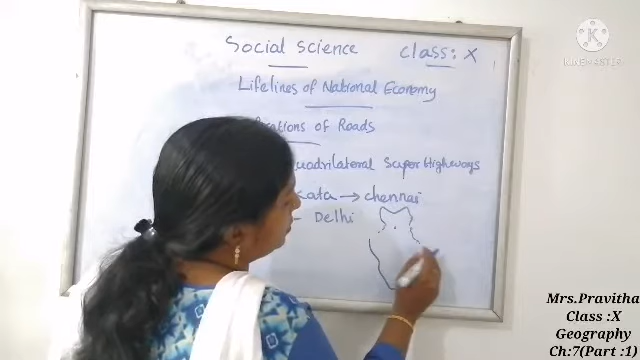 Social science class: X
Lifelines of National Economy
of Roads
Quadrilateral Super Highways
→ chennai
Delhi
KINEMASTER
Mrs.Pravitha
Class :X
Geography
Ch:7(Part :1)